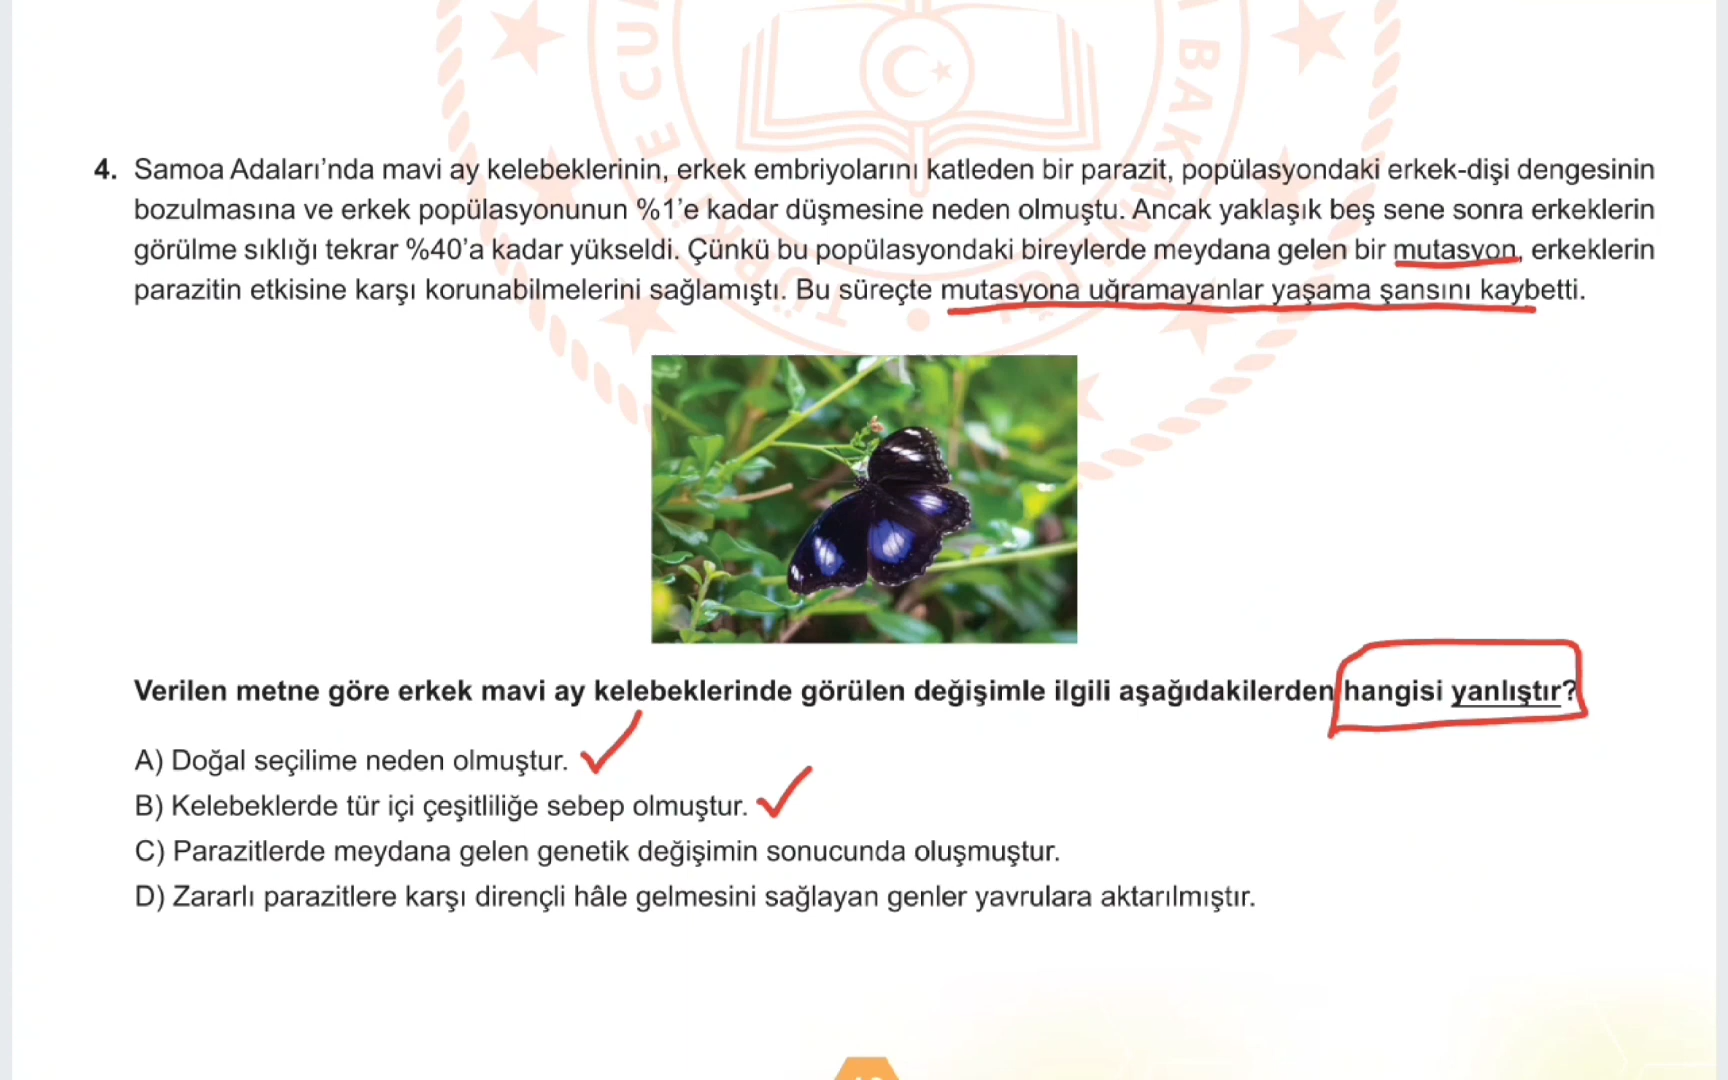 4. Samoa Adaları’nda mavi ay kelebeklerinin, erkek embriyolarını katleden bir parazit, popülasyondaki erkek-dişi dengesinin
bozulmasına ve erkek popülasyonunun %1’e kadar düşmesine neden olmuştu. Ancak yaklaşık beş sene sonra erkeklerin
görülme sıklığı tekrar %40’a kadar yükseldi. Çünkü bu popülasyondaki bireylerde meydana gelen bir mutasyon, erkeklerin
parazitin etkisine karşı korunabilmelerini sağlamıştı. Bu süreçte mutasyona uğramayanlar yaşama şansını kaybetti.
Verilen metne göre erkek mavi ay kelebeklerinde görülen değişimle ilgili aşağıdakilerden hangisi yanlıştır?
A) Doğal seçilime neden olmuştur.
B) Kelebeklerde tür içi çeşitliliğe sebep olmuştur.
C) Parazitlerde meydana gelen genetik değişimin sonucunda oluşmuştur.
D) Zararlı parazitlere karşı dirençli hâle gelmesini sağlayan genler yavrulara aktarılmıştır.